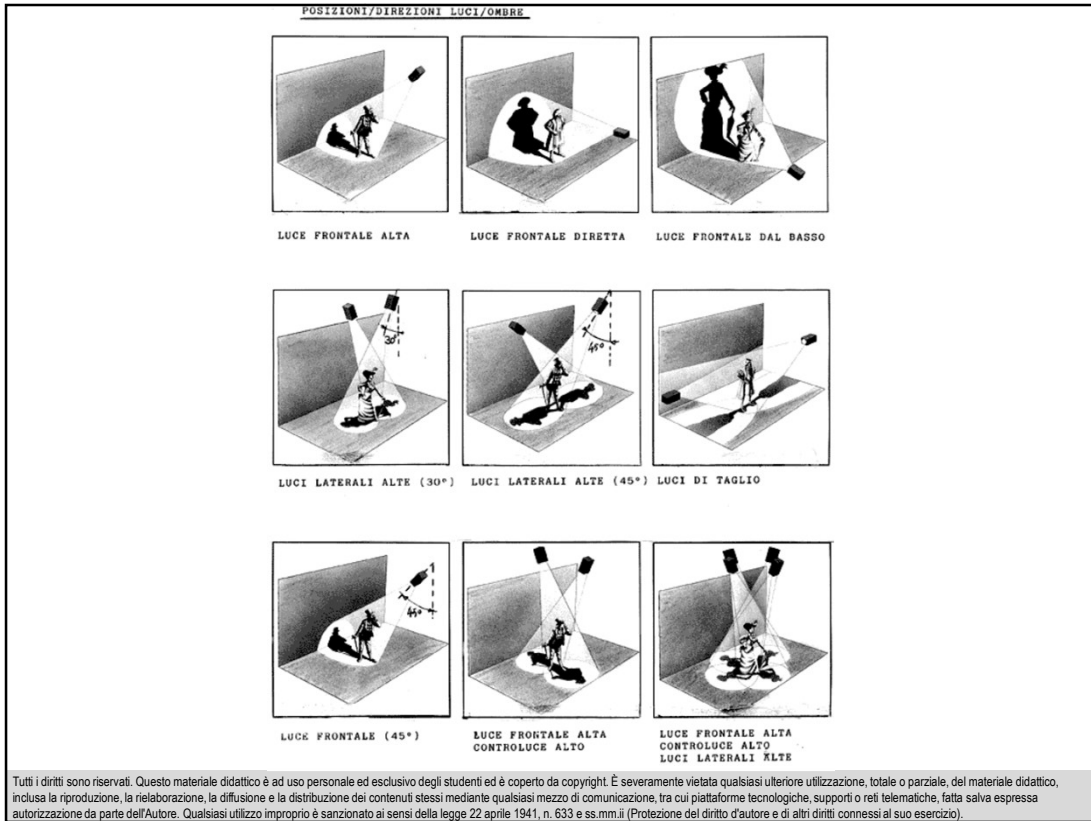 POSIZIONI/DIREZIONI LUCI/OMBRE
LUCE FRONTALE ALTA
LUCE FRONTALE DIRETTA
LUCE FRONTALE DAL BASSO
30°
45°
LUCI LATERALI ALTE (30°)
LUCI LATERALI ALTE (45°)
LUCI DI TAGLIO
45°
LUCE FRONTALE (45°)
LUCE FRONTALE ALTA
CONTROLUCE ALTO
LUCE FRONTALE ALTA
CONTROLUCE ALTO
LUCI LATERALI ALTE
Tutti i diritti sono riservati. Questo materiale didattico è ad uso personale ed esclusivo degli studenti ed è coperto da copyright. È severamente vietata qualsiasi ulteriore utilizzazione, totale o parziale, del materiale didattico,
inclusa la riproduzione, la rielaborazione, la diffusione e la distribuzione dei contenuti stessi mediante qualsiasi mezzo di comunicazione, tra cui piattaforme tecnologiche, supporti o reti telematiche, fatta salva espressa
autorizzazione da parte dell'Autore. Qualsiasi utilizzo improprio è sanzionato ai sensi della legge 22 aprile 1941, n. 633 e ss.mm.ii (Protezione del diritto d'autore e di altri diritti connessi al suo esercizio).